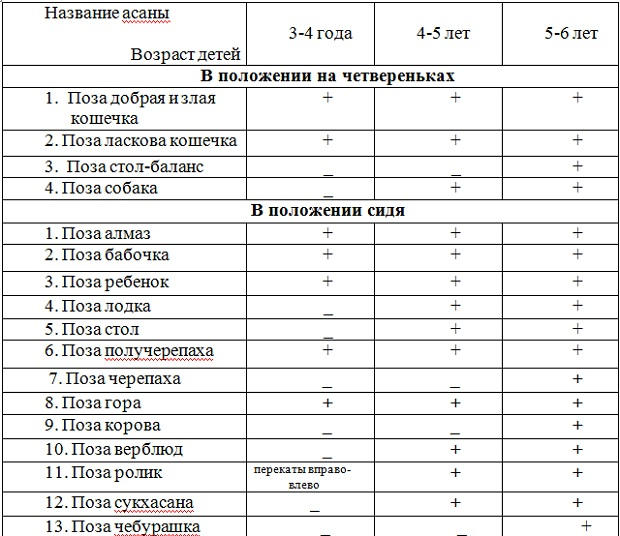 Название асаны
Возраст детей
3-4 года 4-5 лет 5-6 лет
В положении на четвереньках
1. Поза добрая и злая + + +
кошечка
2. Поза ласкова кошечка + + +
3. Поза стол-баланс _ _ +
4. Поза собака _ + +
В положении сидя
1. Поза алмаз + + +
2. Поза бабочка + + +
3. Поза ребенок + + +
4. Поза лодка _ + +
5. Поза стол _ + +
6. Поза получерепаха + + +
7. Поза черепаха _ _ +
8. Поза гора + + +
9. Поза корова _ _ +
10. Поза верблюд _ + +
11. Поза ролик перекаты вправо- + +
влево
12. Поза сукхасана _ + +
13. Поза чебурашка _ _ +